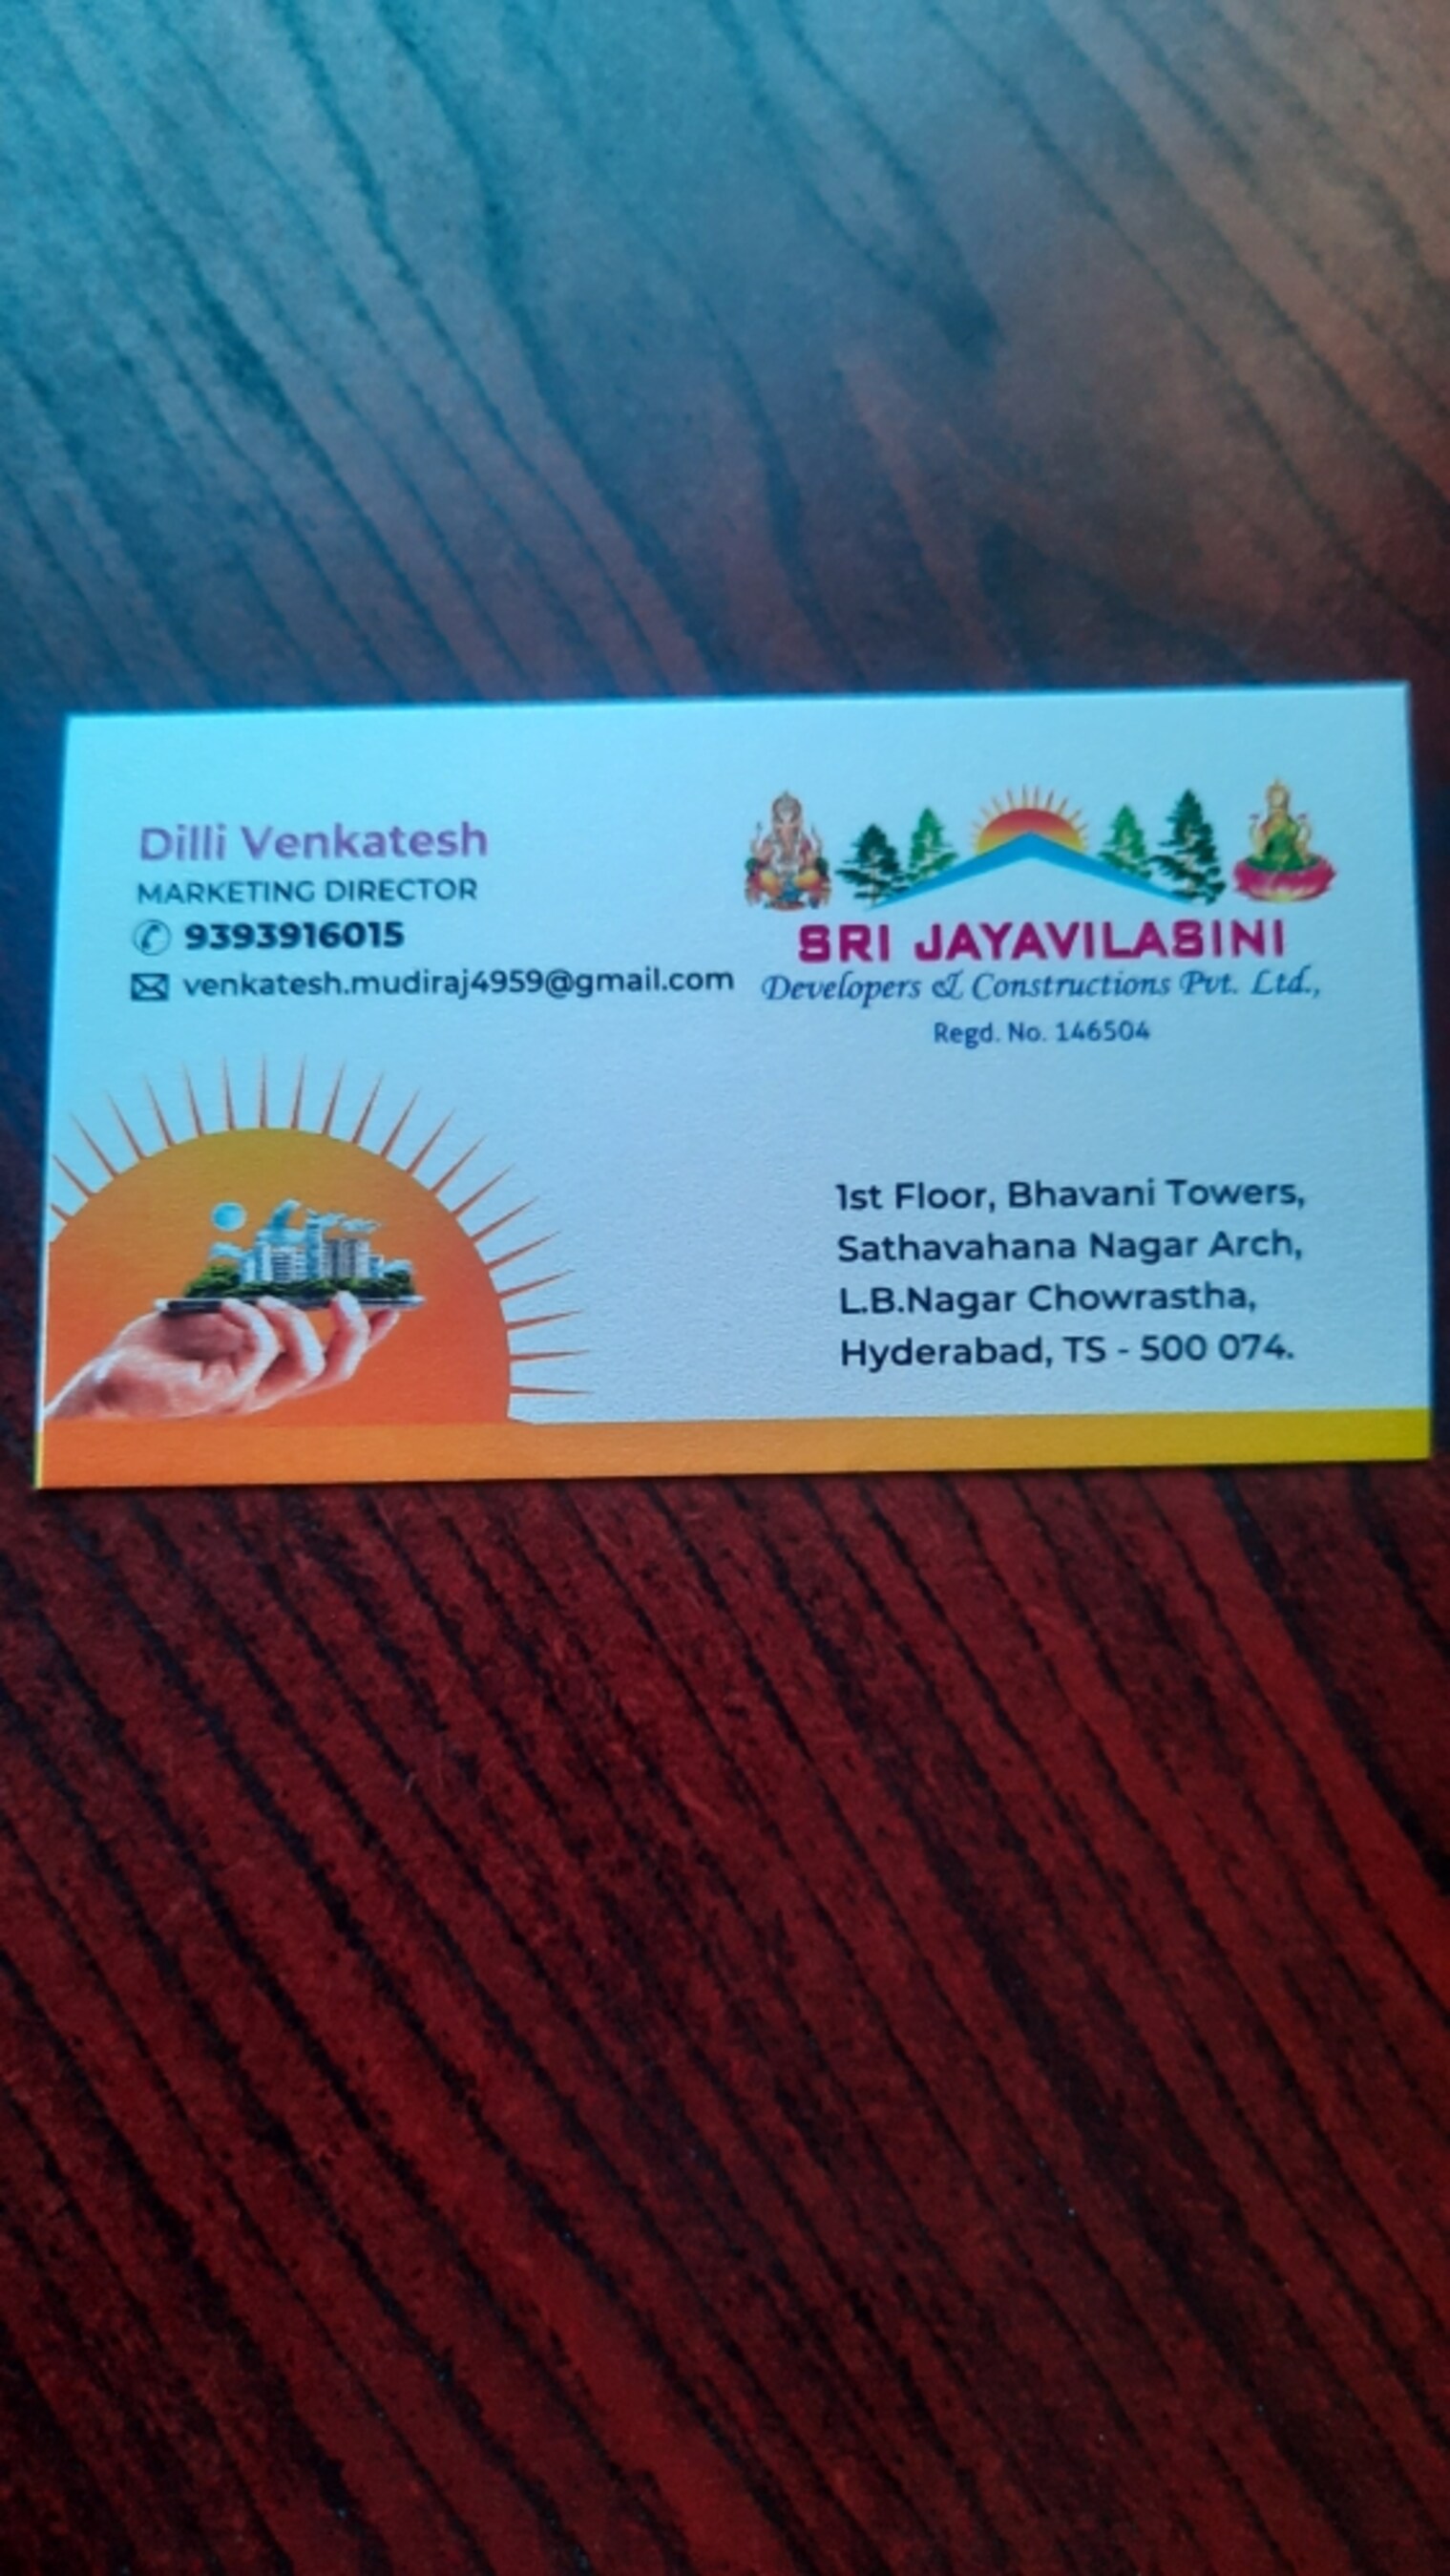 Dilli Venkatesh
MARKETING DIRECTOR
9393916015
venkatesh.mudiraj4959@gmail.com
SRI JAYAVILASINI
Developers & Constructions Pvt. Ltd.,
Regd. No. 146504
1st Floor, Bhavani Towers,
Sathavahana Nagar Arch,
L.B.Nagar Chowrastha,
Hyderabad, TS - 500 074.